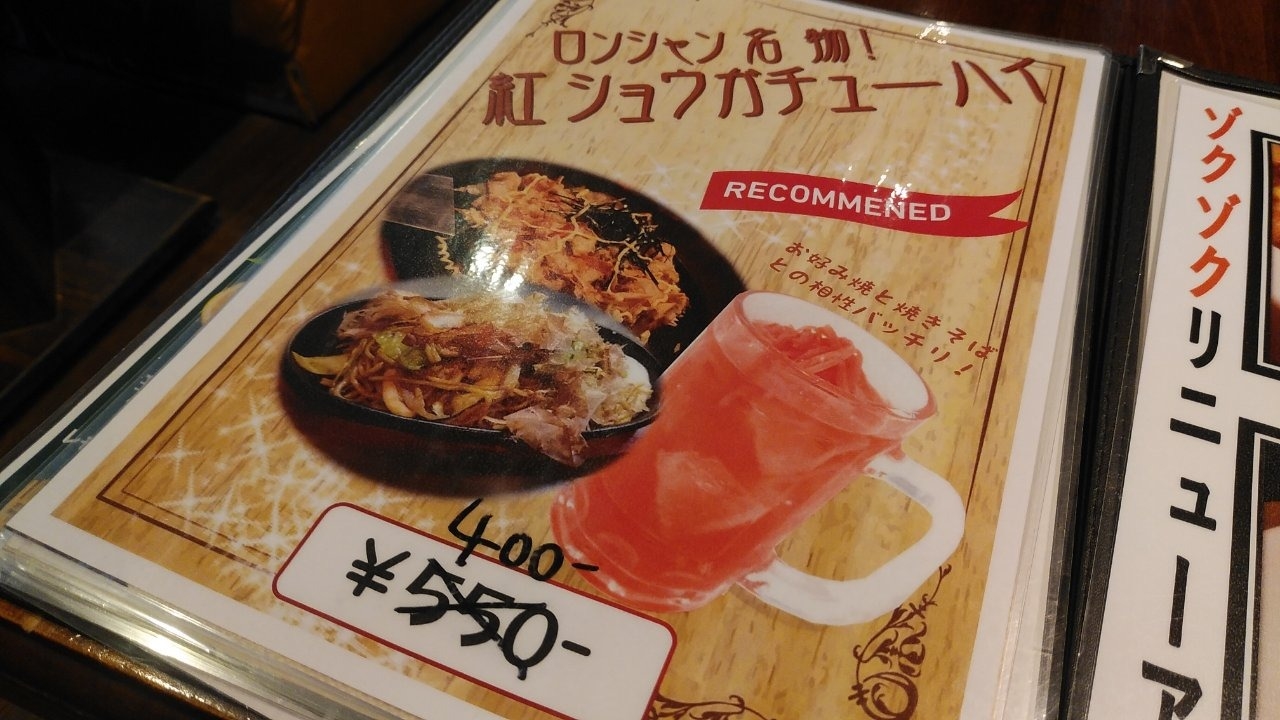 ロンシャン名物！
紅ショウガチューハイ
RECOMMENED
お好み焼と焼きそば
との相性バッチリ！
400-
¥550-
ゾクゾクリニューア